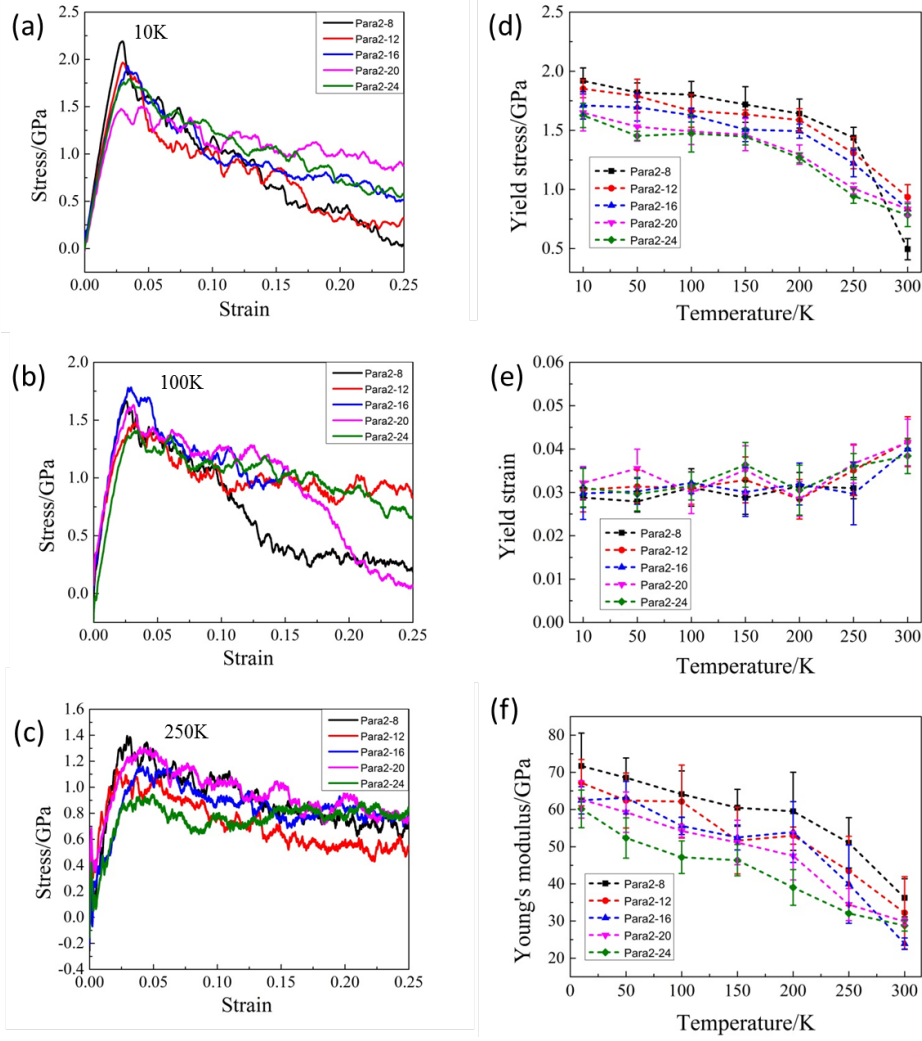 (a)
10K
Para2-8
Para2-12
Para2-16
Para2-20
Para2-24
Stress/GPa
2.5
2.0
1.5
1.0
0.5
0.0
0.00 0.05 0.10 0.15 0.20 0.25
Strain
(d)
Yield stress/GPa
2.5
2.0
1.5
1.0
0.5
Para2-8
Para2-12
Para2-16
Para2-20
Para2-24
10 50 100 150 200 250 300
Temperature/K
(b)
100K
Para2-8
Para2-12
Para2-16
Para2-20
Para2-24
Stress/GPa
2.0
1.5
1.0
0.5
0.0
0.00 0.05 0.10 0.15 0.20 0.25
Strain
(e)
Yield strain
0.06
0.05
0.04
0.03
0.02
0.01
0.00
Para2-8
Para2-12
Para2-16
Para2-20
Para2-24
10 50 100 150 200 250 300
Temperature/K
(c)
250K
Para2-8
Para2-12
Para2-16
Para2-20
Para2-24
Stress/GPa
1.6
1.4
1.2
1.0
0.8
0.6
0.4
0.2
0.0
-0.2
-0.4
0.00 0.05 0.10 0.15 0.20 0.25
Strain
(f)
Young's modulus/GPa
90
80
70
60
50
40
30
20
Para2-8
Para2-12
Para2-16
Para2-20
Para2-24
0 50 100 150 200 250 300
Temperature/K